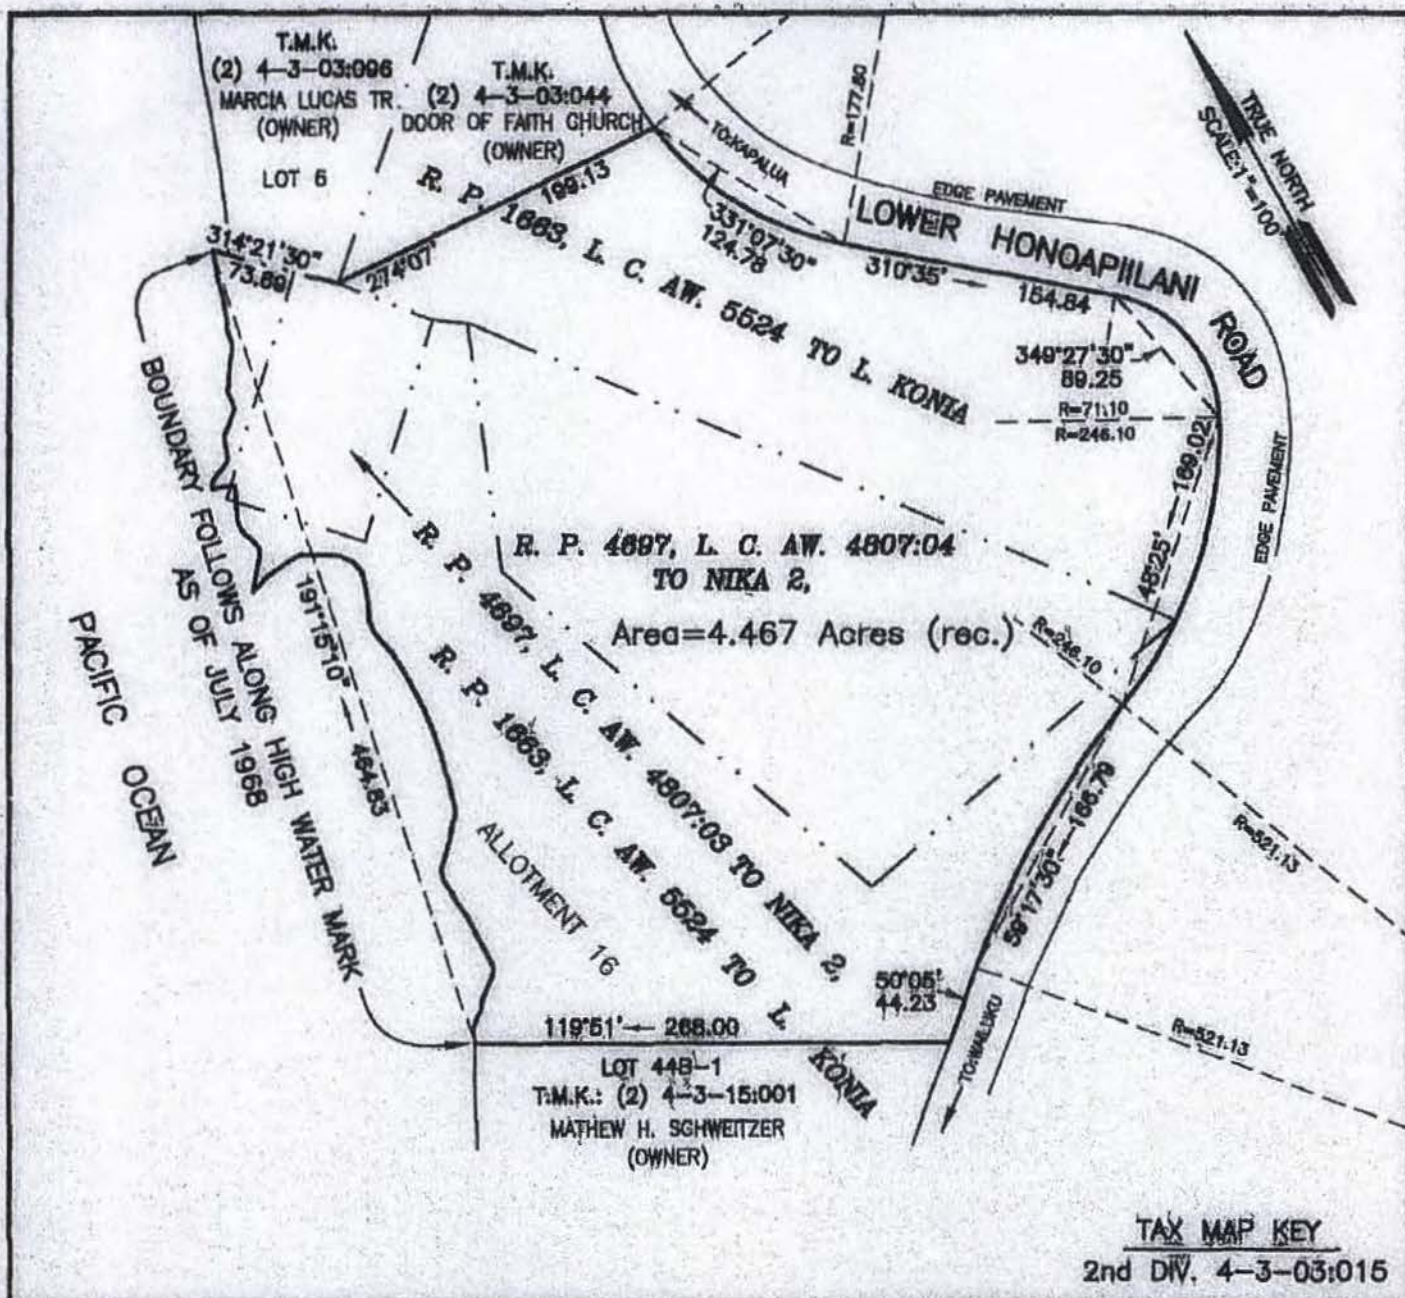 T.M.K.
(2) 4-3-03:096
MARCIA LUCAS TR.
(OWNER)
LOT 6
T.M.K.
(2) 4-3-03:044
DOOR OF FAITH CHURCH
(OWNER)
R. P. 1663, L. C. AW. 5524 TO L. KONIA
199.13
274°07'
314°21'30"
73.69
TO:KAPALUA
R=177.80
331°07'30"
124.78
EDGE PAVEMENT
LOWER HONOAPIILANI ROAD
310°35'
154.84
TRUE NORTH
SCALE:1"=100'
349°27'30"
89.25
R=71.10
R=246.10
48°25' 169.02
EDGE PAVEMENT
BOUNDARY FOLLOWS ALONG HIGH WATER MARK
AS OF JULY 1968
PACIFIC OCEAN
191°15'10" 464.83
R. P. 4697, L. C. AW. 4807:04
TO NIKA 2,
Area=4.467 Acres (rec.)
R=246.10
R. P. 4697, L. C. AW. 4807:03 TO NIKA 2,
R. P. 1663, L. C. AW. 5524 TO L. KONIA
ALLOTMENT 16
R=521.13
59°17'30" 166.79
50°05'
44.23
R=521.13
TO:WAILUKU
119°51' 268.00
LOT 44B-1
T.M.K.: (2) 4-3-15:001
MATHEW H. SCHWEITZER
(OWNER)
TAX MAP KEY
2nd DIV. 4-3-03:015